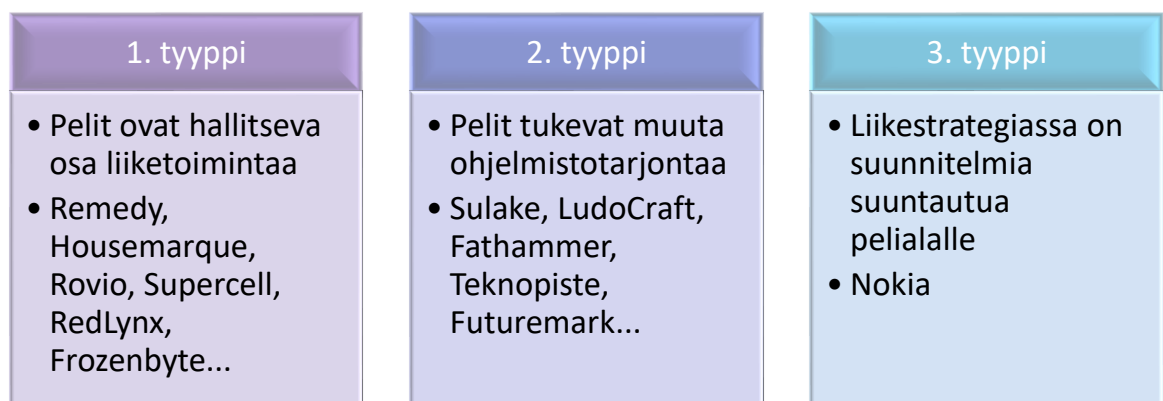 1. tyyppi
• Pelit ovat hallitseva
osa liiketoimintaa
• Remedy,
Housemarque,
Rovio, Supercell,
RedLynx,
Frozenbyte...
2. tyyppi
• Pelit tukevat muuta
ohjelmistotarjontaa
• Sulake, LudoCraft,
Fathammer,
Teknopiste,
Futuremark...
3. tyyppi
• Liikestrategiassa on
suunnitelmia
suuntautua
pelialalle
• Nokia